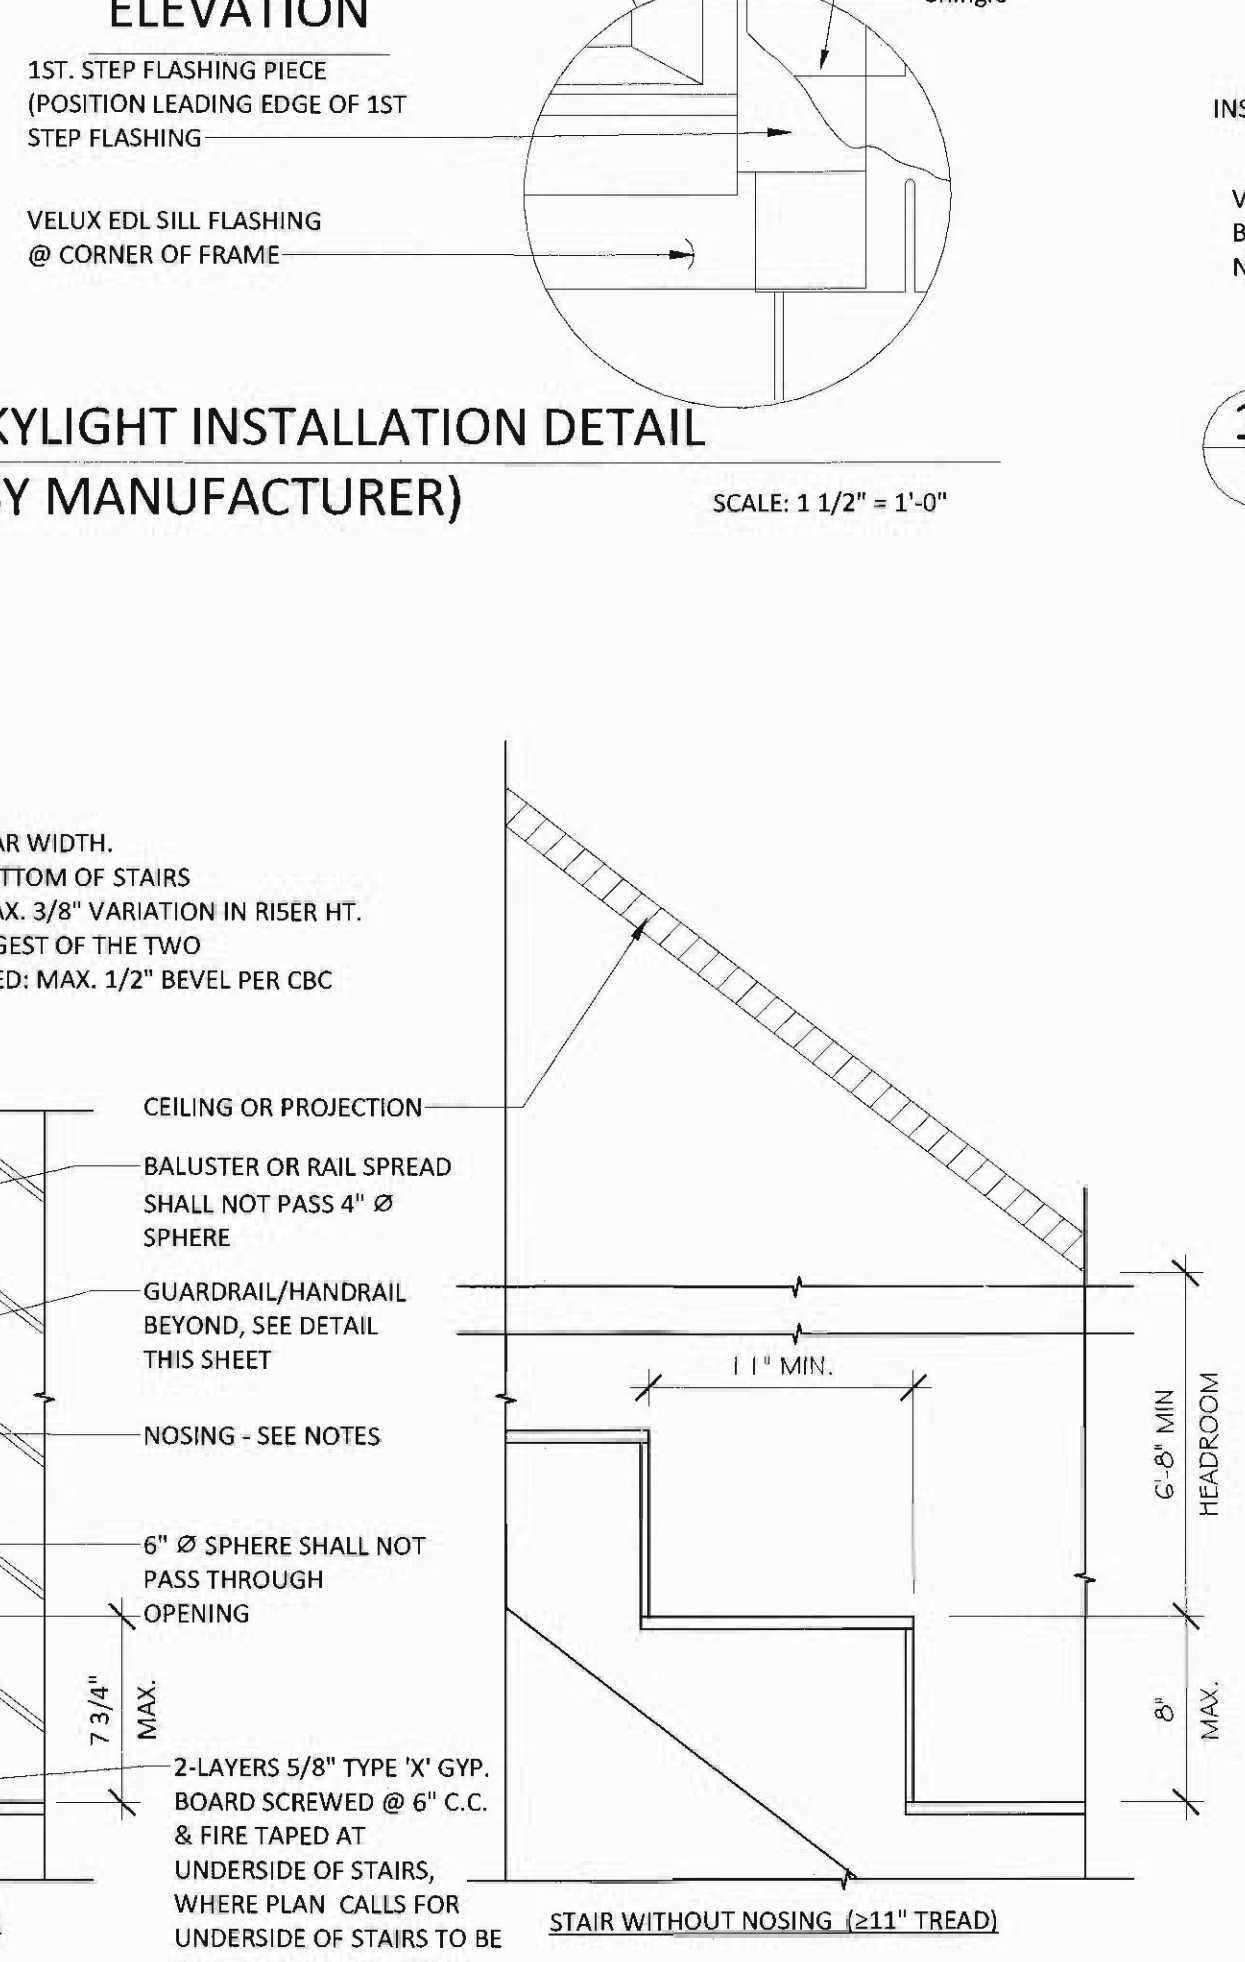 ELEVATION
1ST. STEP FLASHING PIECE
(POSITION LEADING EDGE OF 1ST
STEP FLASHING
VELUX EDL SILL FLASHING
@ CORNER OF FRAME
KYLIGHT INSTALLATION DETAIL
Y MANUFACTURER)
SCALE: 1 1/2" = 1'-0"
AR WIDTH.
TTOM OF STAIRS
AX. 3/8" VARIATION IN RISER HT.
GEST OF THE TWO
ED: MAX. 1/2" BEVEL PER CBC
CEILING OR PROJECTION
BALUSTER OR RAIL SPREAD
SHALL NOT PASS 4" Ø
SPHERE
GUARDRAIL/HANDRAIL
BEYOND, SEE DETAIL
THIS SHEET
11" MIN.
NOSING - SEE NOTES
6'-8" MIN
HEADROOM
6" Ø SPHERE SHALL NOT
PASS THROUGH
OPENING
7 3/4"
MAX.
8"
MAX.
2-LAYERS 5/8" TYPE 'X' GYP.
BOARD SCREWED @ 6" C.C.
& FIRE TAPED AT
UNDERSIDE OF STAIRS,
WHERE PLAN CALLS FOR
UNDERSIDE OF STAIRS TO BE
STAIR WITHOUT NOSING (≥11" TREAD)